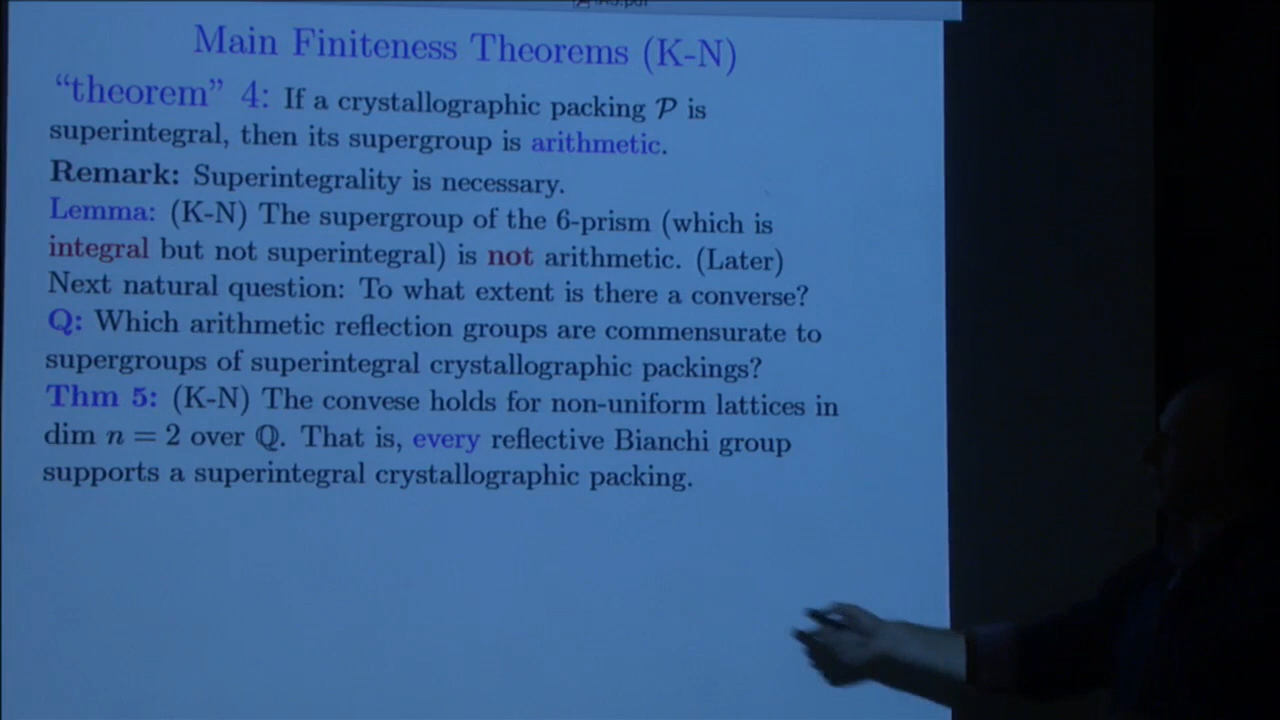 Main Finiteness Theorems (K-N)
“theorem” 4: If a crystallographic packing 𝒫 is
superintegral, then its supergroup is arithmetic.
Remark: Superintegrality is necessary.
Lemma: (K-N) The supergroup of the 6-prism (which is
integral but not superintegral) is not arithmetic. (Later)
Next natural question: To what extent is there a converse?
Q: Which arithmetic reflection groups are commensurate to
supergroups of superintegral crystallographic packings?
Thm 5: (K-N) The convese holds for non-uniform lattices in
dim n = 2 over ℚ. That is, every reflective Bianchi group
supports a superintegral crystallographic packing.